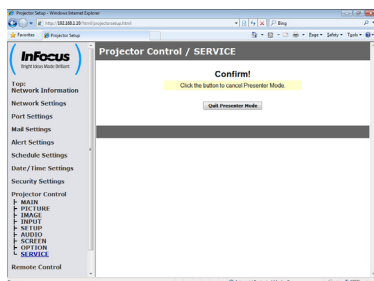 Projector Setup - Windows Internet Explorer
http://192.168.1.10/html/projectorsetup.html
Bing
Favorites
Projector Setup
Page
Safety
Tools
InFocus
Bright Ideas Made Brilliant
Projector Control / SERVICE
Confirm!
Click the button to cancel Presenter Mode.
Quit Presenter Mode
Top:
Network Information
Network Settings
Port Settings
Mail Settings
Alert Settings
Schedule Settings
Date/Time Settings
Security Settings
Projector Control
MAIN
PICTURE
IMAGE
INPUT
SETUP
AUDIO
SCREEN
OPTION
SERVICE
Remote Control